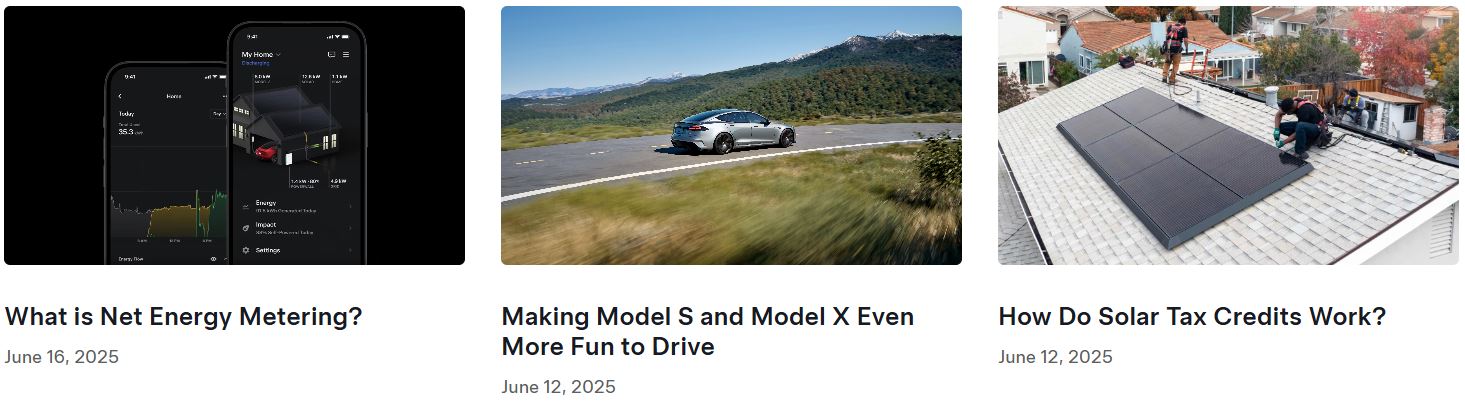 9:41
Home
Today
Day
35.3
Energy Flow
9:41
My Home
Discharging
Energy
Impact
Settings
What is Net Energy Metering?
June 16, 2025
Making Model S and Model X Even
More Fun to Drive
June 12, 2025
How Do Solar Tax Credits Work?
June 12, 2025